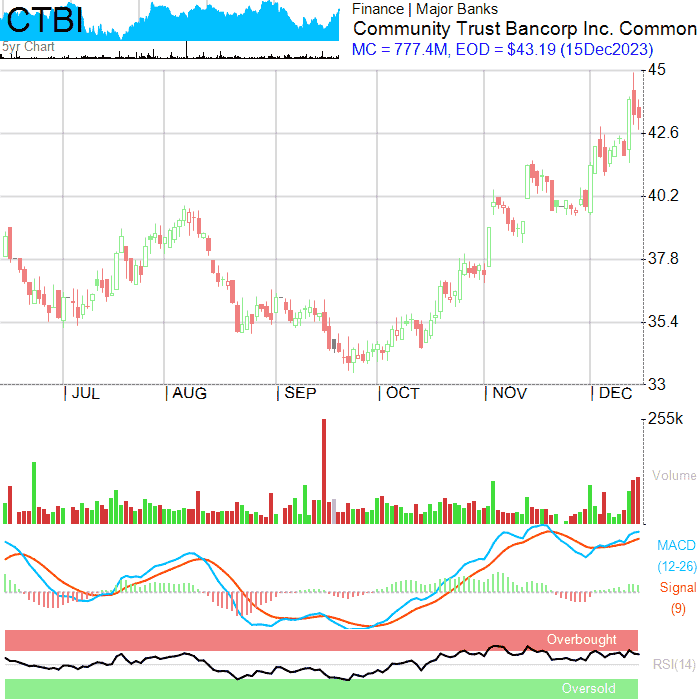 CTBI
5yr Chart
Finance | Major Banks
Community Trust Bancorp Inc. Common
MC = 777.4M, EOD = $43.19 (15Dec2023)
45
42.6
40.2
37.8
35.4
33
| JUL | AUG | SEP | OCT | NOV | DEC
255k
Volume
MACD
(12-26)
Signal
(9)
Overbought
RSI(14)
Oversold